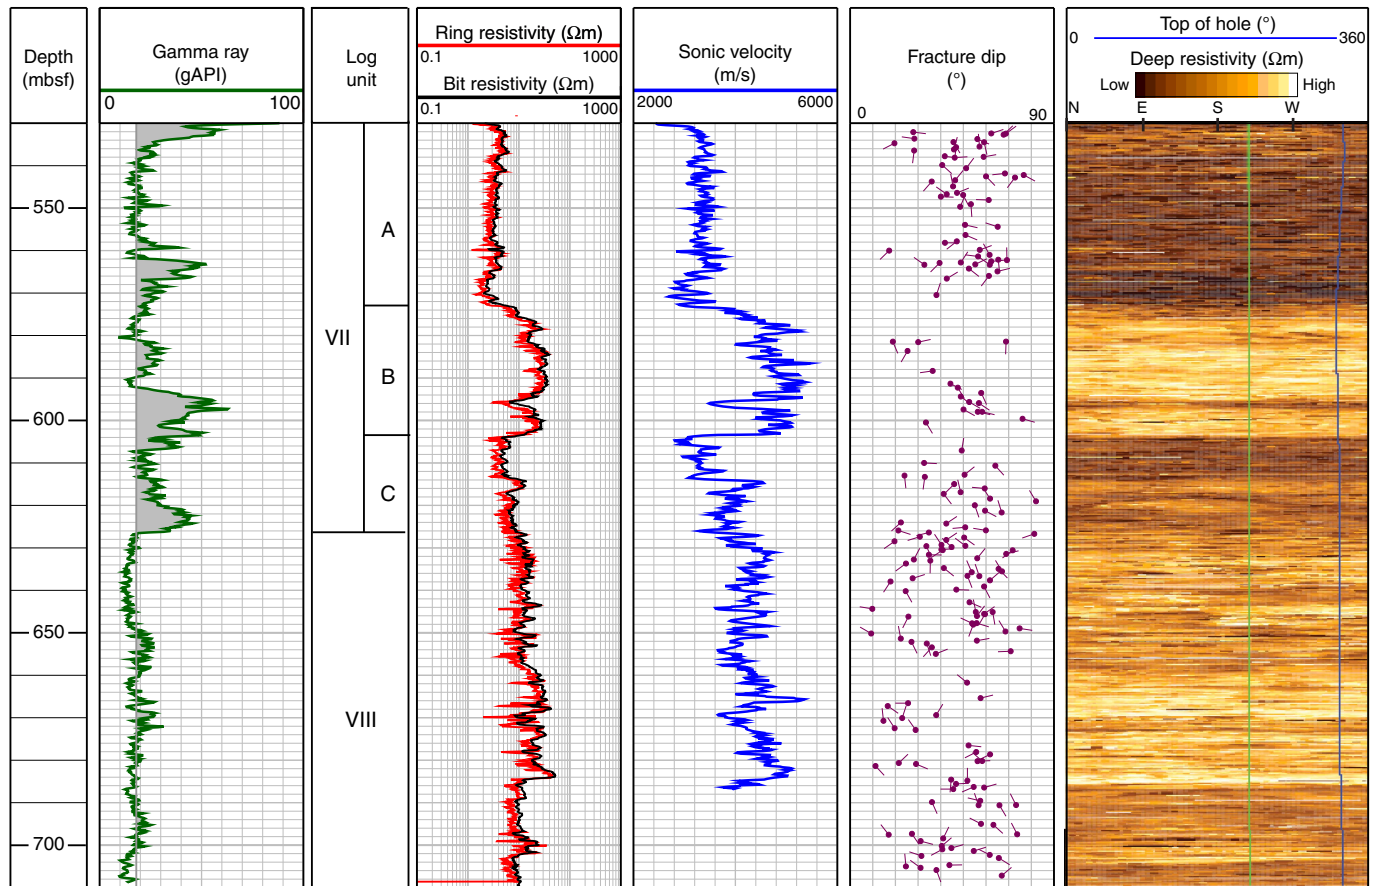 Depth
(mbsf)
Gamma ray
(gAPI)
0 100
Log
unit
Ring resistivity (Ωm)
0.1 1000
Bit resistivity (Ωm)
0.1 1000
Sonic velocity
(m/s)
2000 6000
Fracture dip
(°)
0 90
Top of hole (°)
0 360
Deep resistivity (Ωm)
Low High
N E S W
550
600
650
700
VII
A
B
C
VIII